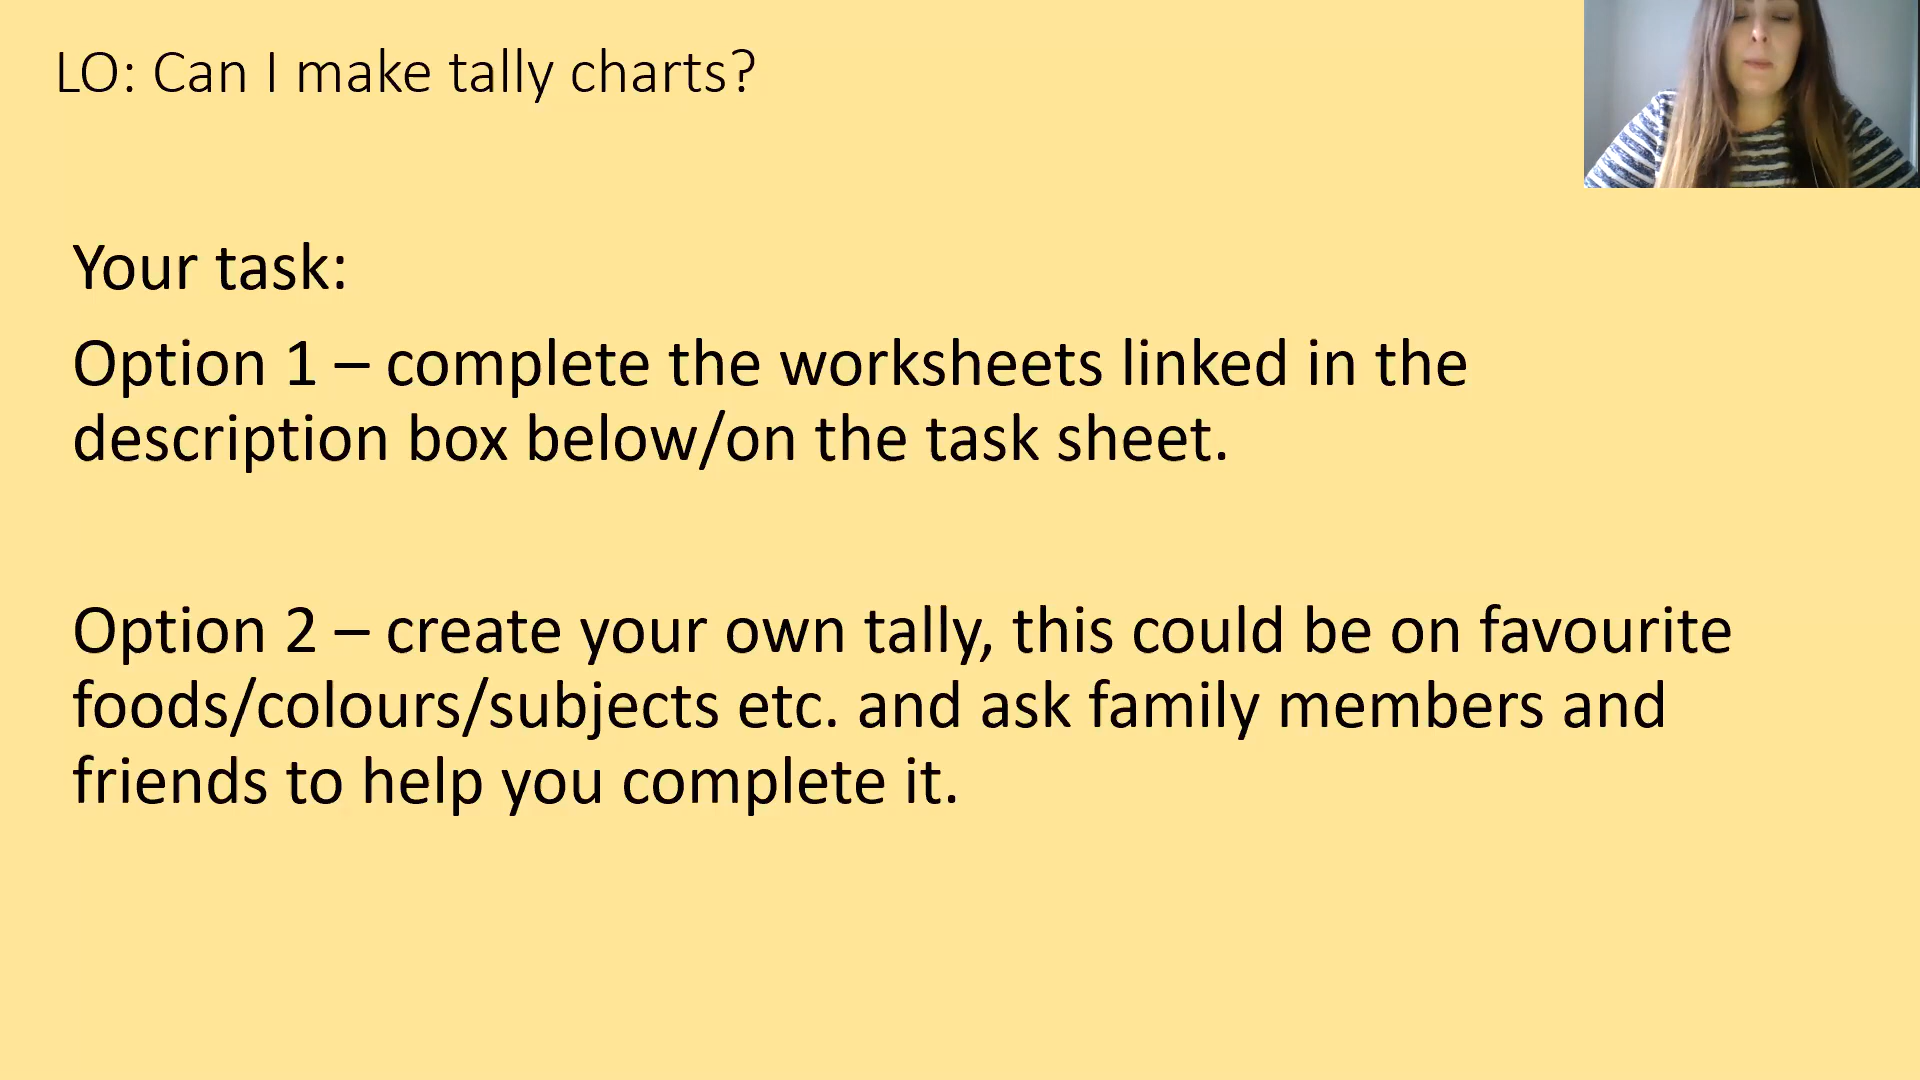 LO: Can I make tally charts?
Your task:
Option 1 – complete the worksheets linked in the
description box below/on the task sheet.
Option 2 – create your own tally, this could be on favourite
foods/colours/subjects etc. and ask family members and
friends to help you complete it.